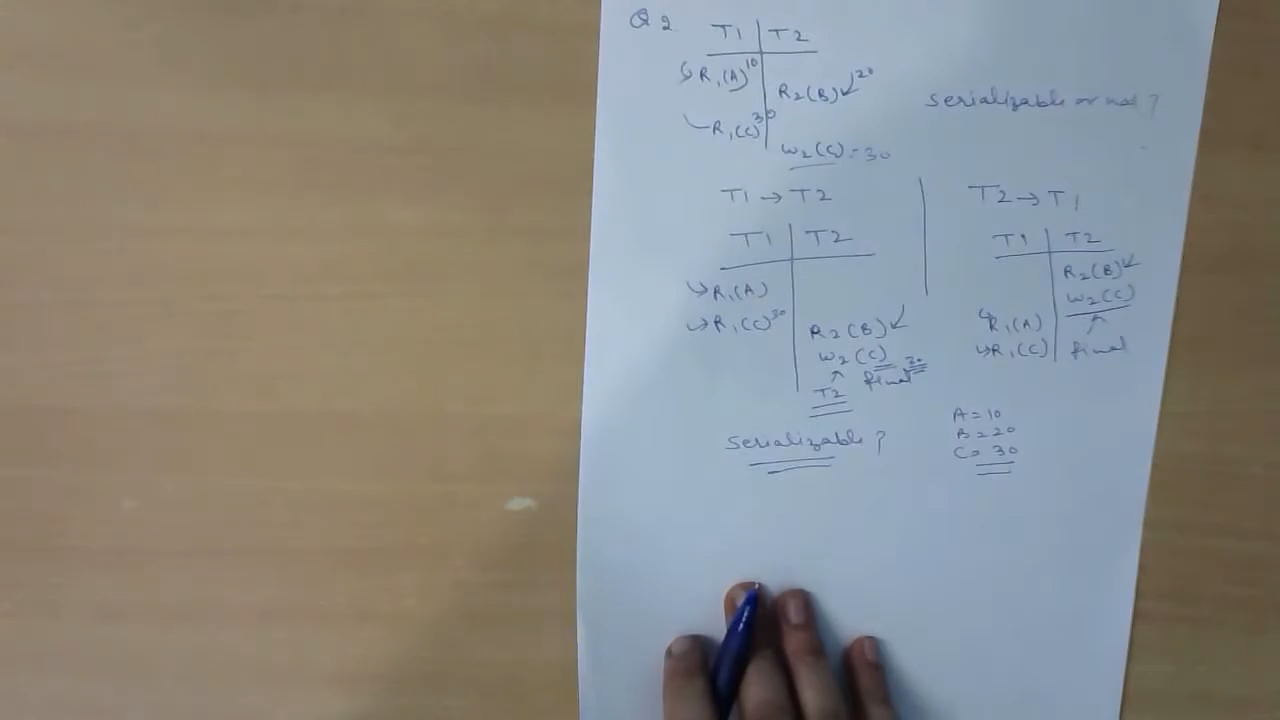 Q 2
T1 | T2
R1(A) 10
R2(B) 20
R1(C) 30
W2(C) = 30
Serializable or not ?
T1 → T2
T1 | T2
R1(A)
R1(C) 30
R2(B)
W2(C)
final 30
T2
Serializable ?
T2 → T1
T1 | T2
R2(B)
W2(C)
R1(A)
R1(C) final
A = 10
B = 20
C = 30